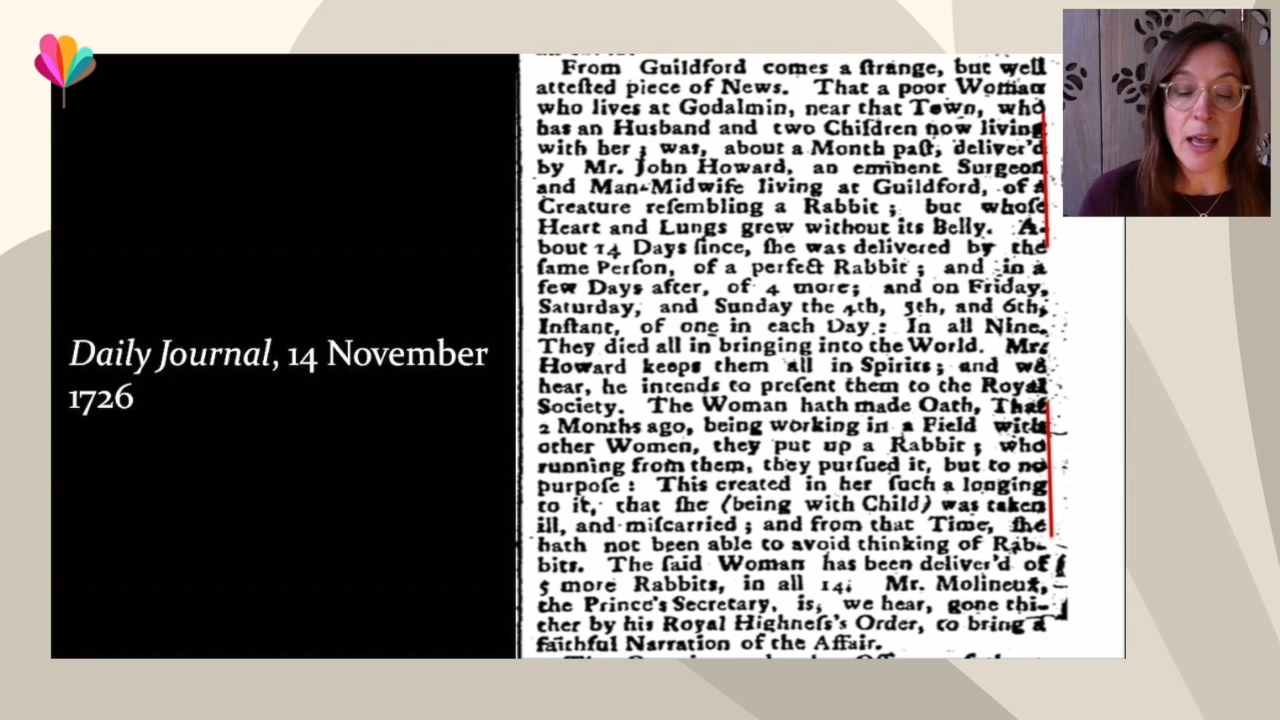 Daily Journal, 14 November
1726
From Guildford comes a ſtrange, but well
atteſted piece of News. That a poor Woman
who lives at Godalmin, near that Town, who
has an Husband and two Chiſdren now living
with her ; was, about a Month paſt, deliver'd
by Mr. John Howard, an eminent Surgeon
and Man-Midwife living at Guildford, of a
Creature reſembling a Rabbit ; but whoſe
Heart and Lungs grew without its Belly. A-
bout 14 Days ſince, ſhe was delivered by the
ſame Perſon, of a perfect Rabbit ; and in a
few Days after, of 4 more; and on Friday,
Saturday, and Sunday the 4th, 5th, and 6th,
Inſtant, of one in each Day : In all Nine.
They died all in bringing into the World. Mr.
Howard keeps them all in Spirits; and we
hear, he intends to preſent them to the Royal
Society. The Woman hath made Oath, That
2 Months ago, being working in a Field with
other Women, they put up a Rabbit ; who
running from them, they purſued it, but to no
purpoſe : This created in her ſuch a longing
to it, that ſhe (being with Child) was taken
ill, and miſcarried ; and from that Time, ſhe
hath not been able to avoid thinking of Rab-
bits. The ſaid Woman has been deliver'd of
5 more Rabbits, in all 14. Mr. Molineux,
the Prince's Secretary, is, we hear, gone thi-
ther by his Royal Highneſs's Order, to bring a
faithful Narration of the Affair.